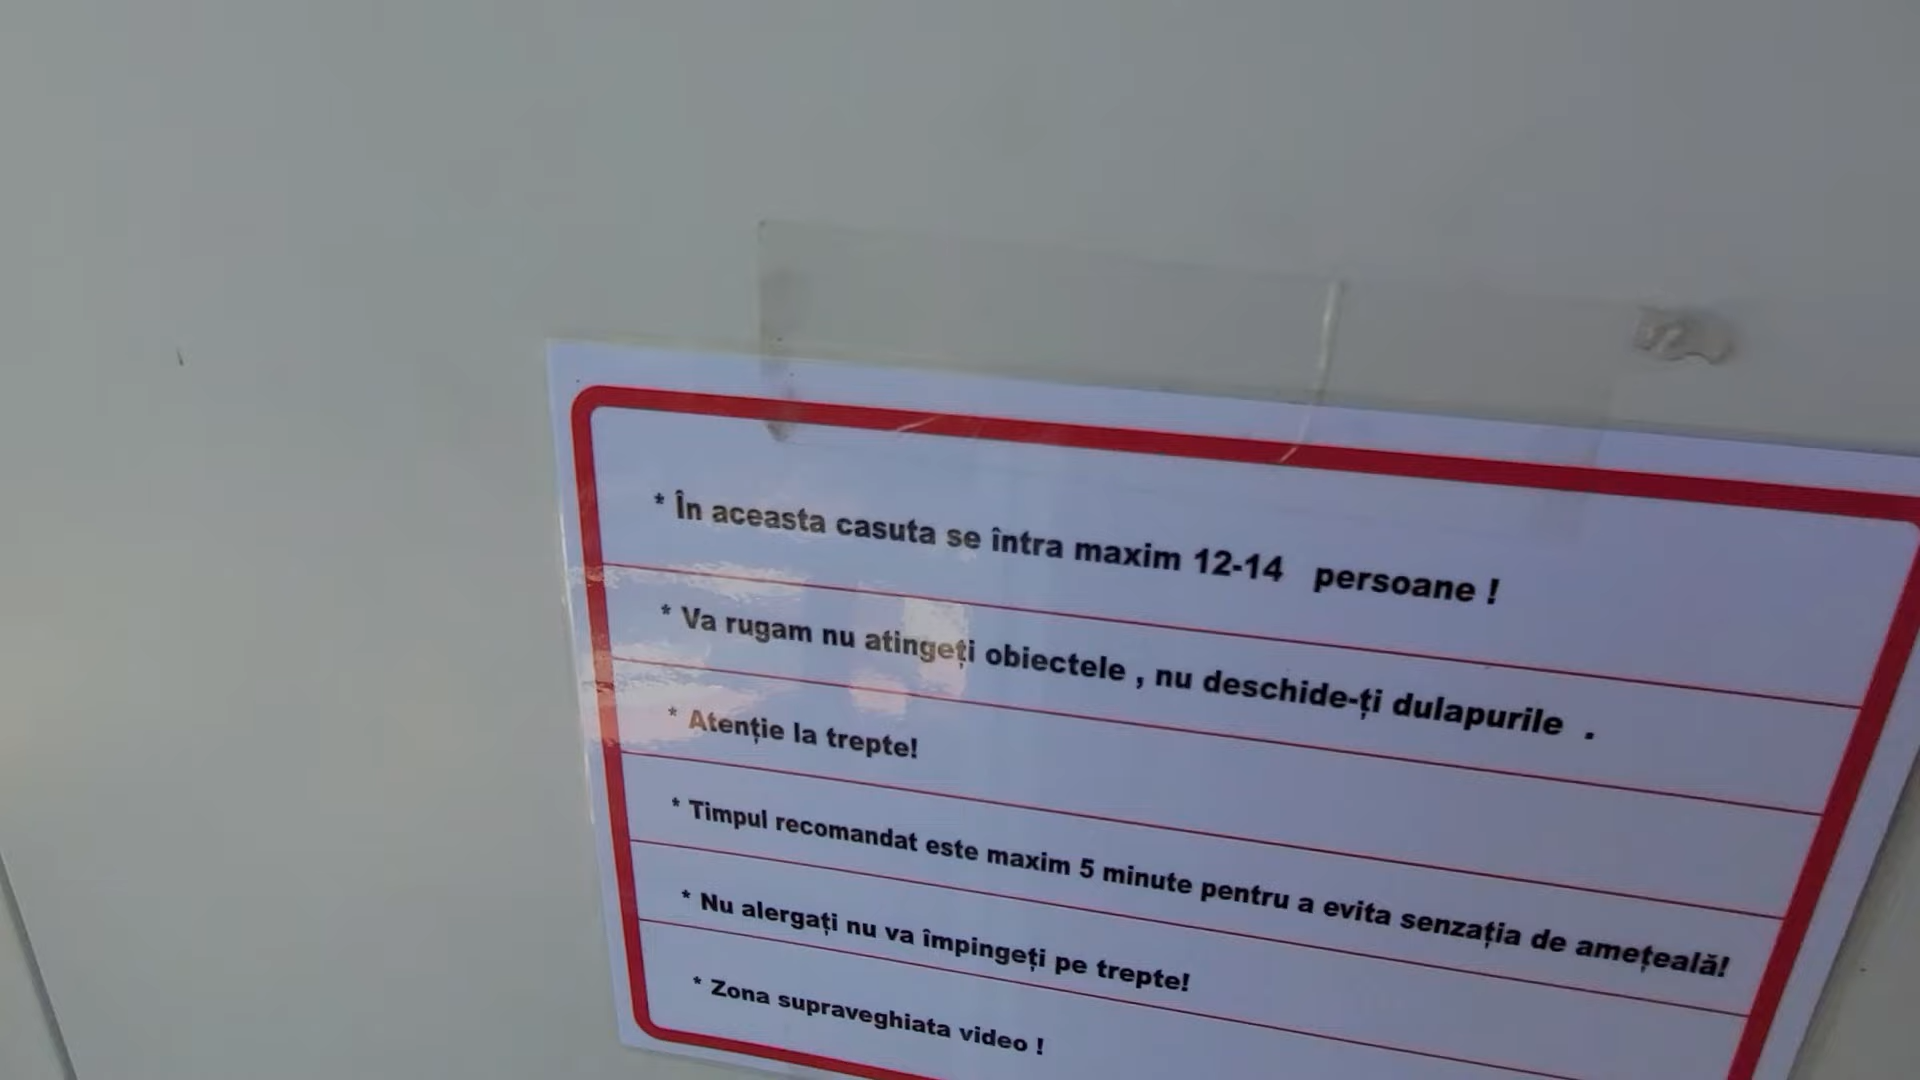 * În aceasta casuta se întra maxim 12-14 persoane !
* Va rugam nu atingeți obiectele , nu deschide-ți dulapurile .
* Atenție la trepte!
* Timpul recomandat este maxim 5 minute pentru a evita senzația de amețeală!
* Nu alergați nu va împingeți pe trepte!
* Zona supraveghiata video !